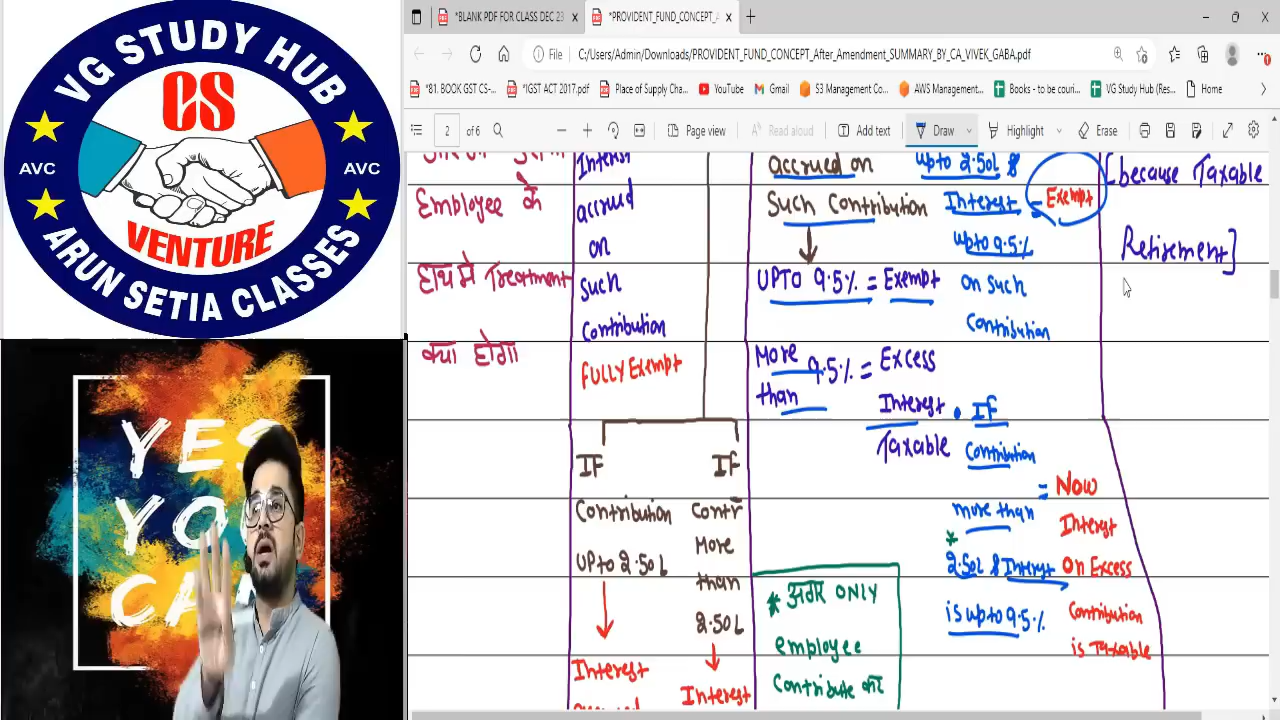 VG STUDY HUB
CS
AVC
AVC
VENTURE
ARUN SETIA CLASSES
YES
YO
CA
*BLANK PDF FOR CLASS DEC 23
*PROVIDENT_FUND_CONCEPT_A
File
C:/Users/Admin/Downloads/PROVIDENT_FUND_CONCEPT_After_Amendment_SUMMARY_BY_CA_VIVEK_GABA.pdf
*81. BOOK GST CS-...
*IGST ACT 2017.pdf
Place of Supply Cha...
YouTube
Gmail
S3 Management Co...
AWS Management...
Books - to be couri...
VG Study Hub (Res...
Home
2 of 6
Page view
Read aloud
Add text
Draw
Highlight
Erase
Employee के
हाथ में Treatment
क्या होगा
Interest
accrued
on
Such
Contribution
Fully Exempt
IF
Contribution
UPto 2.50L
Interest
IF
Contr
More
than
2.50L
Interest
accrued on
Such Contribution
UPTO 9.5% = Exempt
More
than
9.5% = Excess
Interest
Taxable
* अगर ONLY
employee
Contribute करे
upto 2.50L &
Interest
upto 9.5%
on such
Contribution
= Exempt
• If
Contribution
more than
*
2.50L & Interest
is upto 9.5%
= Now
Interest
On Excess
Contribution
is Taxable
[because Taxable
Retirement]